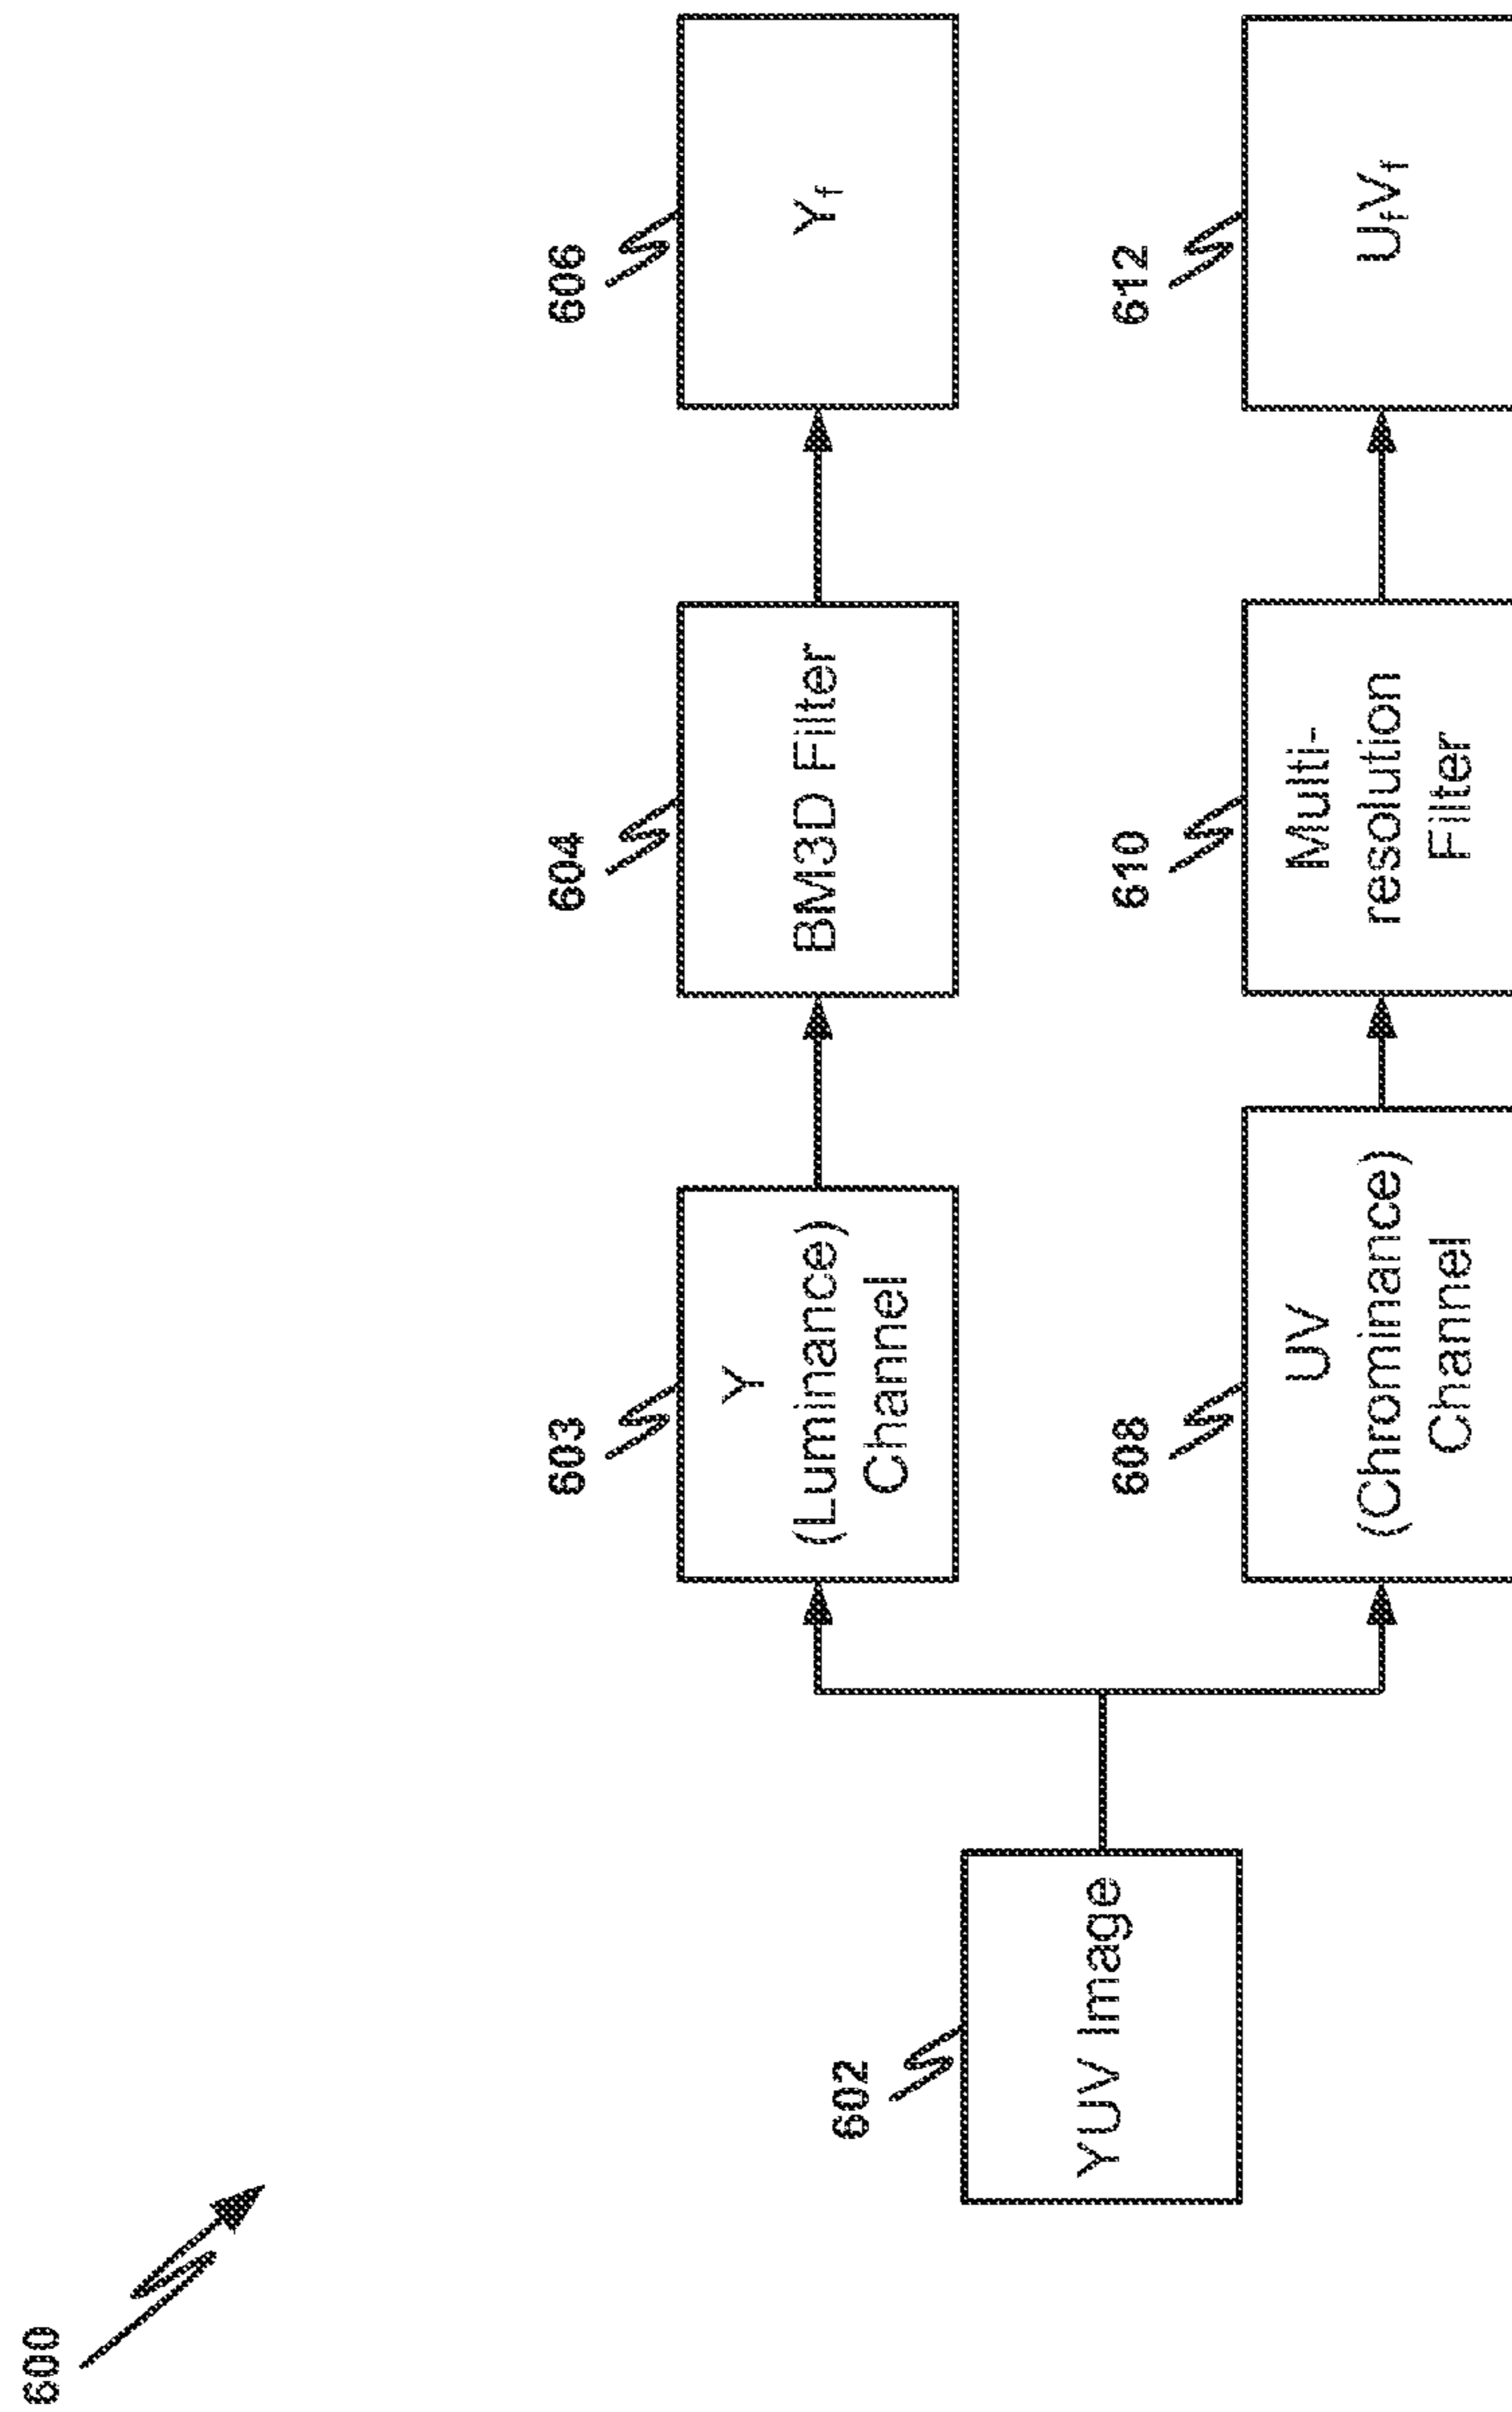 600
602
YUV Image
603
Y
(Luminance)
Channel
604
BM3D Filter
606
Yf
608
UV
(Chrominance)
Channel
610
Multi-
resolution
Filter
612
UfVf